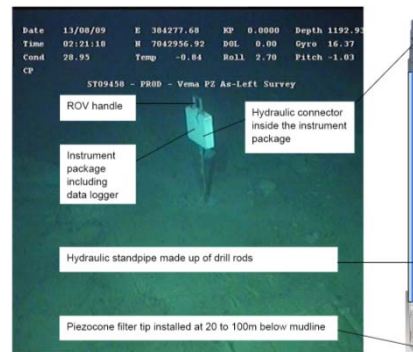 Date 13/08/09 E 384277.68 KP 0.0000 Depth 1192.93
Time 02:21:18 N 7042956.92 DOL 0.00 Gyro 16.37
Cond 28.95 Temp -0.84 Roll 2.70 Pitch -1.03
CP
ST09458 - PROD - Vema PZ As-Left Survey
ROV handle
Hydraulic connector
inside the instrument
package
Instrument
package
including
data logger
Hydraulic standpipe made up of drill rods
Piezocone filter tip installed at 20 to 100m below mudline